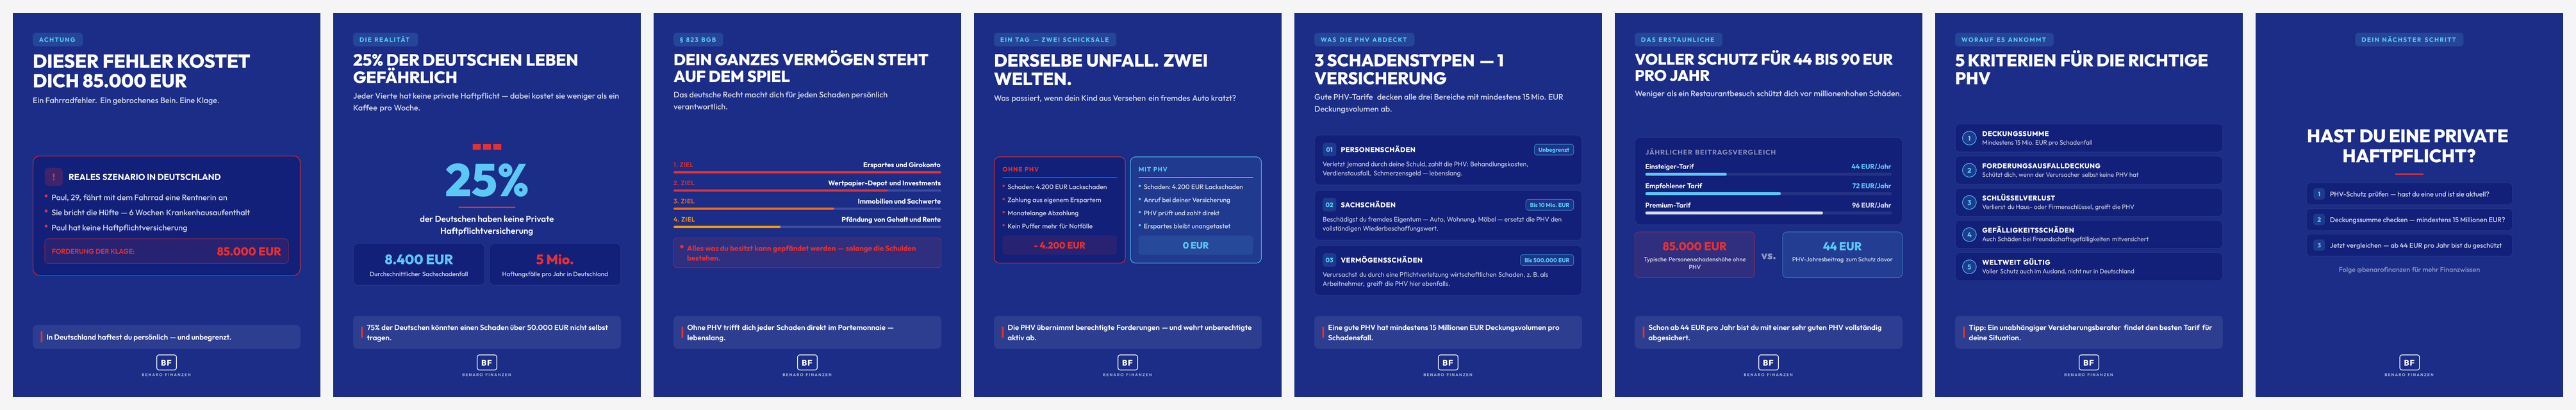 ACHTUNG
DIESER FEHLER KOSTET
DICH 85.000 EUR
Ein Fahrradfehler. Ein gebrochenes Bein. Eine Klage.
!
REALES SZENARIO IN DEUTSCHLAND
• Paul, 29, fährt mit dem Fahrrad eine Rentnerin an
• Sie bricht die Hüfte — 6 Wochen Krankenhausaufenthalt
• Paul hat keine Haftpflichtversicherung
FORDERUNG DER KLAGE: 85.000 EUR
In Deutschland haftest du persönlich — und unbegrenzt.
BF
BENARO FINANZEN
DIE REALITÄT
25% DER DEUTSCHEN LEBEN
GEFÄHRLICH
Jeder Vierte hat keine private Haftpflicht — dabei kostet sie weniger als ein
Kaffee pro Woche.
25%
der Deutschen haben keine Private
Haftpflichtversicherung
8.400 EUR
Durchschnittlicher Sachschadenfall
5 Mio.
Haftungsfälle pro Jahr in Deutschland
75% der Deutschen könnten einen Schaden über 50.000 EUR nicht selbst
tragen.
BF
BENARO FINANZEN
§ 823 BGB
DEIN GANZES VERMÖGEN STEHT
AUF DEM SPIEL
Das deutsche Recht macht dich für jeden Schaden persönlich
verantwortlich.
1. ZIEL Erspartes und Girokonto
2. ZIEL Wertpapier-Depot und Investments
3. ZIEL Immobilien und Sachwerte
4. ZIEL Pfändung von Gehalt und Rente
• Alles was du besitzt kann gepfändet werden — solange die Schulden
bestehen.
Ohne PHV trifft dich jeder Schaden direkt im Portemonnaie —
lebenslang.
BF
BENARO FINANZEN
EIN TAG — ZWEI SCHICKSALE
DERSELBE UNFALL. ZWEI
WELTEN.
Was passiert, wenn dein Kind aus Versehen ein fremdes Auto kratzt?
OHNE PHV
• Schaden: 4.200 EUR Lackschaden
• Zahlung aus eigenem Erspartem
• Monatelange Abzahlung
• Kein Puffer mehr für Notfälle
- 4.200 EUR
MIT PHV
• Schaden: 4.200 EUR Lackschaden
• Anruf bei deiner Versicherung
• PHV prüft und zahlt direkt
• Erspartes bleibt unangetastet
0 EUR
Die PHV übernimmt berechtigte Forderungen — und wehrt unberechtigte
aktiv ab.
BF
BENARO FINANZEN
WAS DIE PHV ABDECKT
3 SCHADENSTYPEN — 1
VERSICHERUNG
Gute PHV-Tarife decken alle drei Bereiche mit mindestens 15 Mio. EUR
Deckungsvolumen ab.
01 PERSONENSCHÄDEN Unbegrenzt
Verletzt jemand durch deine Schuld, zahlt die PHV: Behandlungskosten,
Verdienstausfall, Schmerzensgeld — lebenslang.
02 SACHSCHÄDEN Bis 10 Mio. EUR
Beschädigst du fremdes Eigentum — Auto, Wohnung, Möbel — ersetzt die PHV den
vollständigen Wiederbeschaffungswert.
03 VERMÖGENSSCHÄDEN Bis 500.000 EUR
Verursachst du durch eine Pflichtverletzung wirtschaftlichen Schaden, z. B. als
Arbeitnehmer, greift die PHV hier ebenfalls.
Eine gute PHV hat mindestens 15 Millionen EUR Deckungsvolumen pro
Schadensfall.
BF
BENARO FINANZEN
DAS ERSTAUNLICHE
VOLLER SCHUTZ FÜR 44 BIS 90 EUR
PRO JAHR
Weniger als ein Restaurantbesuch schützt dich vor millionenhohen Schäden.
JÄHRLICHER BEITRAGSVERGLEICH
Einsteiger-Tarif 44 EUR/Jahr
Empfohlener Tarif 72 EUR/Jahr
Premium-Tarif 96 EUR/Jahr
85.000 EUR
Typische Personenschadenshöhe ohne
PHV
VS.
44 EUR
PHV-Jahresbeitrag zum Schutz davor
Schon ab 44 EUR pro Jahr bist du mit einer sehr guten PHV vollständig
abgesichert.
BF
BENARO FINANZEN
WORAUF ES ANKOMMT
5 KRITERIEN FÜR DIE RICHTIGE
PHV
1 DECKUNGSSUMME
Mindestens 15 Mio. EUR pro Schadenfall
2 FORDERUNGSAUSFALLDECKUNG
Schützt dich, wenn der Verursacher selbst keine PHV hat
3 SCHLÜSSELVERLUST
Verlierst du Haus- oder Firmenschlüssel, greift die PHV
4 GEFÄLLIGKEITSSCHÄDEN
Auch Schäden bei Freundschaftsgefälligkeiten mitversichert
5 WELTWEIT GÜLTIG
Voller Schutz auch im Ausland, nicht nur in Deutschland
Tipp: Ein unabhängiger Versicherungsberater findet den besten Tarif für
deine Situation.
BF
BENARO FINANZEN
DEIN NÄCHSTER SCHRITT
HAST DU EINE PRIVATE
HAFTPFLICHT?
1 PHV-Schutz prüfen — hast du eine und ist sie aktuell?
2 Deckungssumme checken — mindestens 15 Millionen EUR?
3 Jetzt vergleichen — ab 44 EUR pro Jahr bist du geschützt
Folge @benarofinanzen für mehr Finanzwissen
BF
BENARO FINANZEN